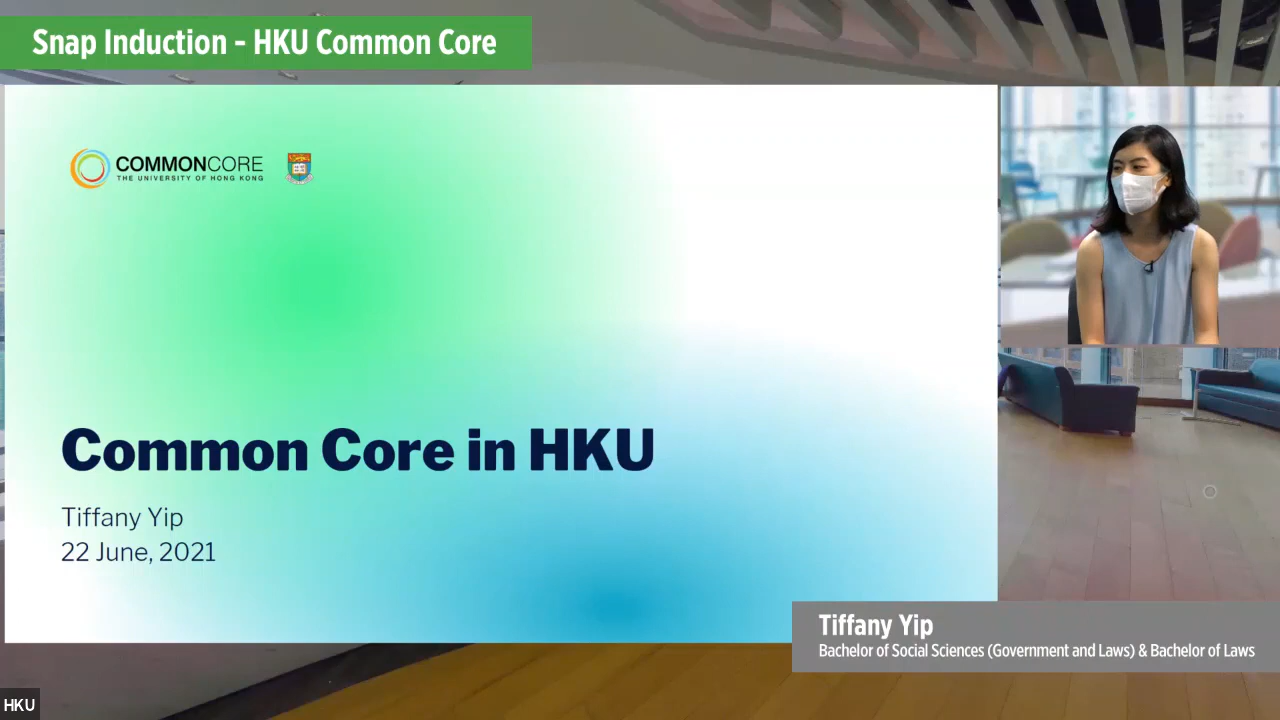 Snap Induction - HKU Common Core
COMMONCORE
THE UNIVERSITY OF HONG KONG
Common Core in HKU
Tiffany Yip
22 June, 2021
Tiffany Yip
Bachelor of Social Sciences (Government and Laws) & Bachelor of Laws
HKU